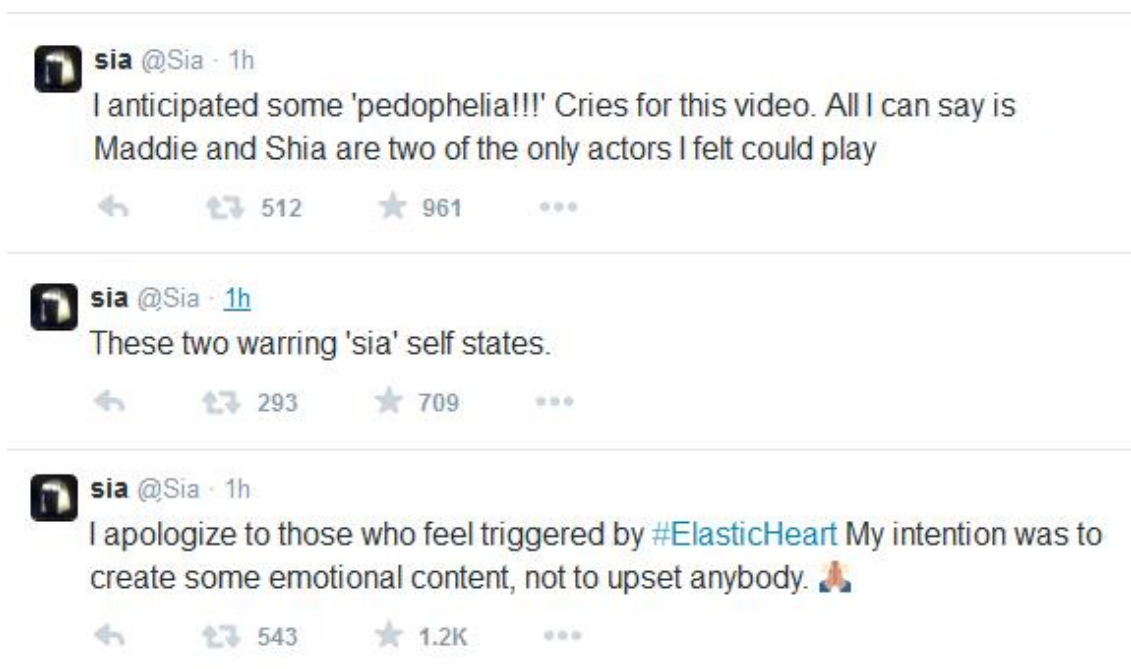 sia @Sia · 1h
I anticipated some 'pedophelia!!!' Cries for this video. All I can say is
Maddie and Shia are two of the only actors I felt could play
512 961
sia @Sia · 1h
These two warring 'sia' self states.
293 709
sia @Sia · 1h
I apologize to those who feel triggered by #ElasticHeart My intention was to
create some emotional content, not to upset anybody. 🙏
543 1.2K